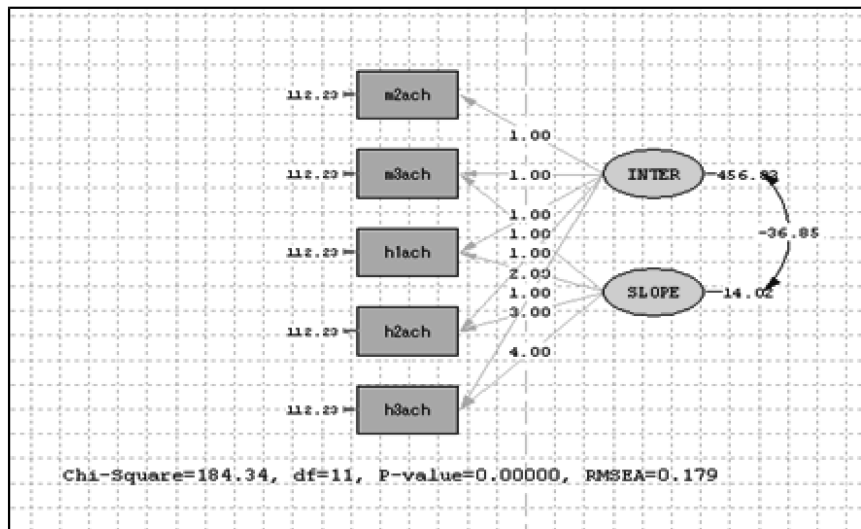 112.23
m2ach
1.00
112.23
m3ach
1.00
INTER
456.83
1.00
1.00
-36.85
112.23
h1ach
1.00
2.00
1.00
SLOPE
14.02
3.00
112.23
h2ach
4.00
112.23
h3ach
Chi-Square=184.34, df=11, P-value=0.00000, RMSEA=0.179